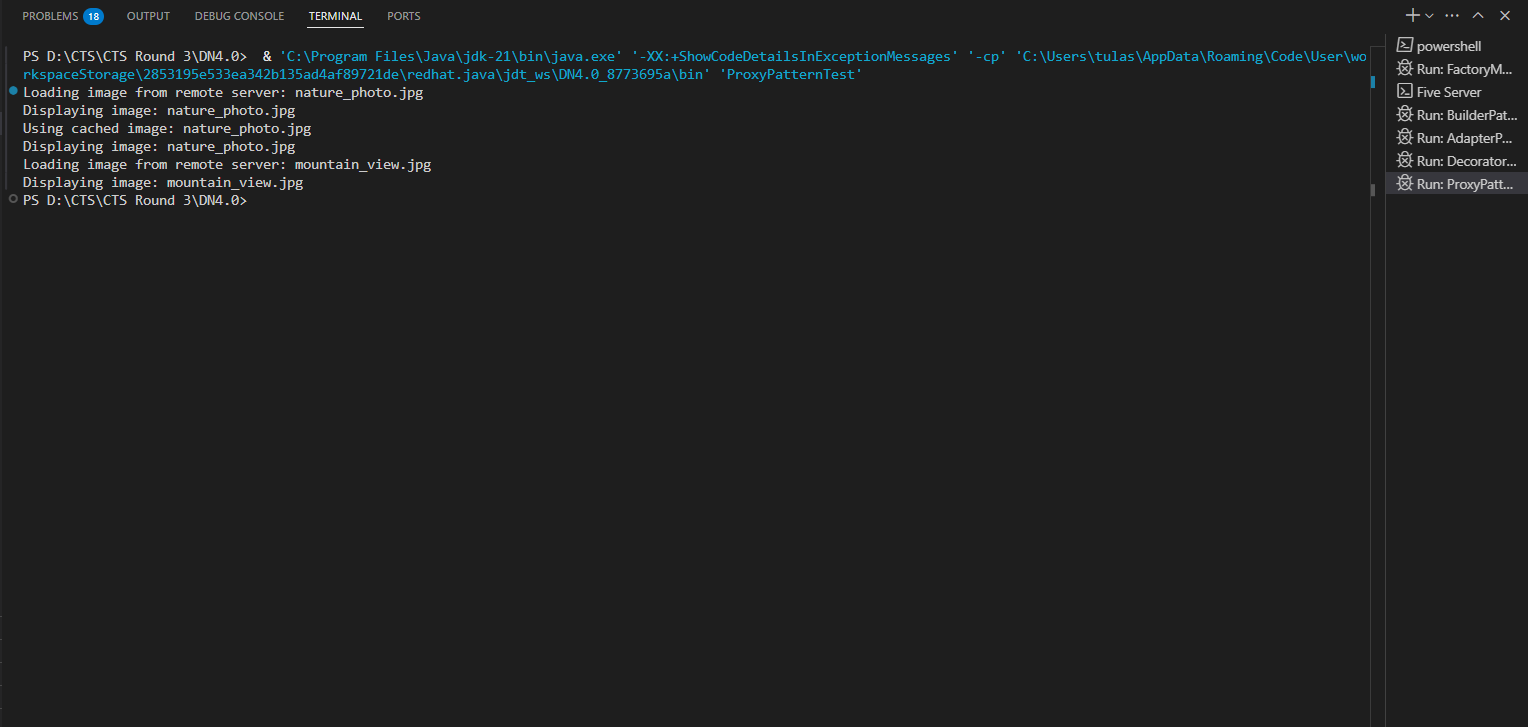 PROBLEMS 18 OUTPUT DEBUG CONSOLE TERMINAL PORTS
PS D:\CTS\CTS Round 3\DN4.0>  & 'C:\Program Files\Java\jdk-21\bin\java.exe' '-XX:+ShowCodeDetailsInExceptionMessages' '-cp' 'C:\Users\tulas\AppData\Roaming\Code\User\wo
rkspaceStorage\2853195e533ea342b135ad4af89721de\redhat.java\jdt_ws\DN4.0_8773695a\bin' 'ProxyPatternTest'
Loading image from remote server: nature_photo.jpg
Displaying image: nature_photo.jpg
Using cached image: nature_photo.jpg
Displaying image: nature_photo.jpg
Loading image from remote server: mountain_view.jpg
Displaying image: mountain_view.jpg
PS D:\CTS\CTS Round 3\DN4.0>
powershell
Run: FactoryM...
Five Server
Run: BuilderPat...
Run: AdapterP...
Run: Decorator...
Run: ProxyPatt...